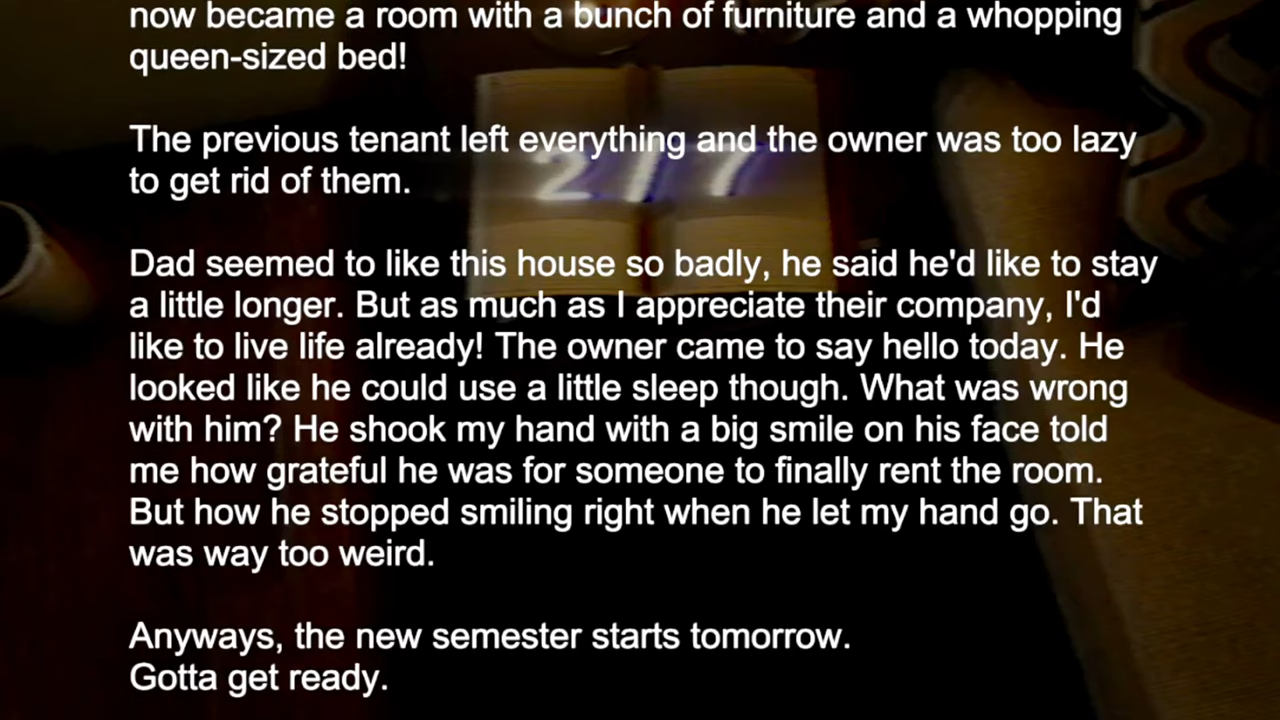 now became a room with a bunch of furniture and a whopping
queen-sized bed!
The previous tenant left everything and the owner was too lazy
to get rid of them.
Dad seemed to like this house so badly, he said he'd like to stay
a little longer. But as much as I appreciate their company, I'd
like to live life already! The owner came to say hello today. He
looked like he could use a little sleep though. What was wrong
with him? He shook my hand with a big smile on his face told
me how grateful he was for someone to finally rent the room.
But how he stopped smiling right when he let my hand go. That
was way too weird.
Anyways, the new semester starts tomorrow.
Gotta get ready.
217